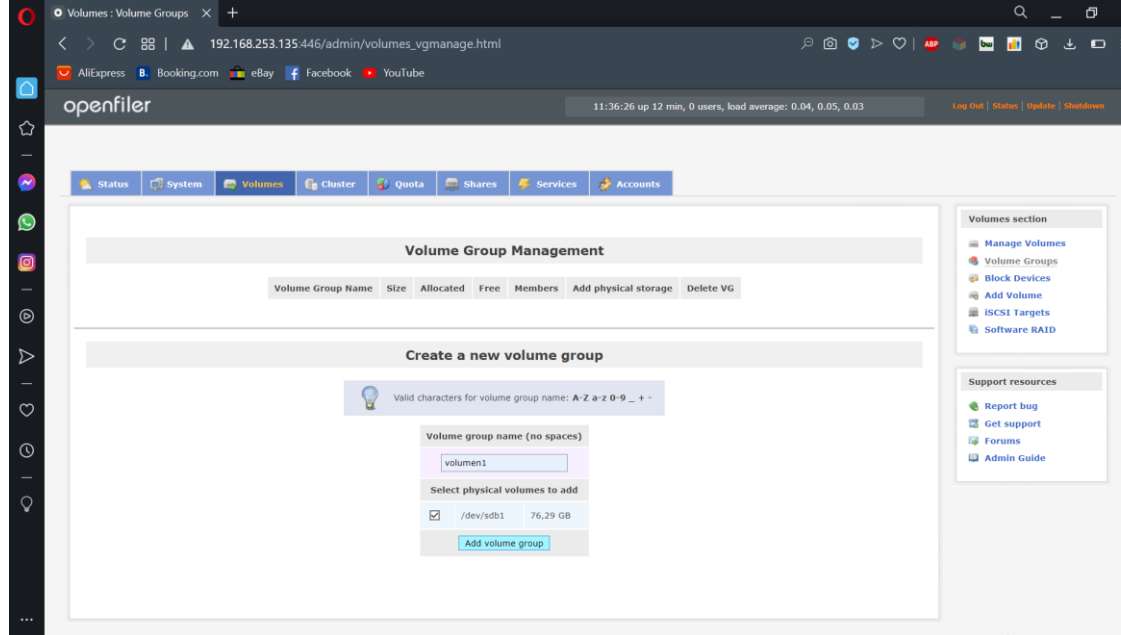 Volumes : Volume Groups
192.168.253.135:446/admin/volumes_vgmanage.html
ABP
bw
AliExpress B. Booking.com eBay Facebook YouTube
openfiler
11:36:26 up 12 min, 0 users, load average: 0.04, 0.05, 0.03
Log Out | Status | Update | Shutdown
Status System Volumes Cluster Quota Shares Services Accounts
Volume Group Management
Volume Group Name Size Allocated Free Members Add physical storage Delete VG
Create a new volume group
Valid characters for volume group name: A-Z a-z 0-9 _ + -
Volume group name (no spaces)
volumen1
Select physical volumes to add
/dev/sdb1 76,29 GB
Add volume group
Volumes section
Manage Volumes
Volume Groups
Block Devices
Add Volume
iSCSI Targets
Software RAID
Support resources
Report bug
Get support
Forums
Admin Guide